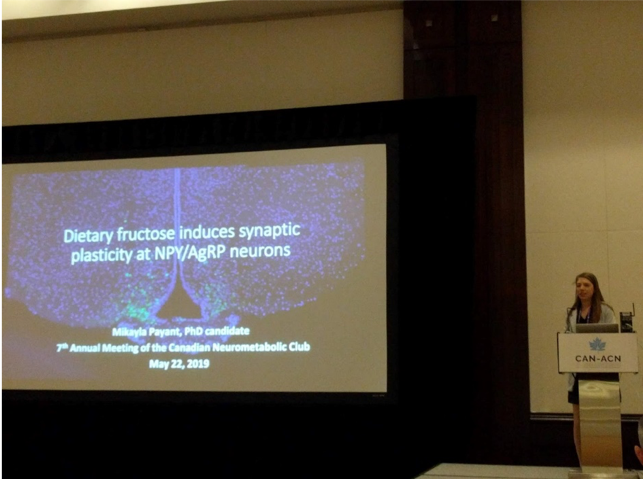 Dietary fructose induces synaptic
plasticity at NPY/AgRP neurons
Mikayla Payant, PhD candidate
7th Annual Meeting of the Canadian Neurometabolic Club
May 22, 2019
CAN-ACN